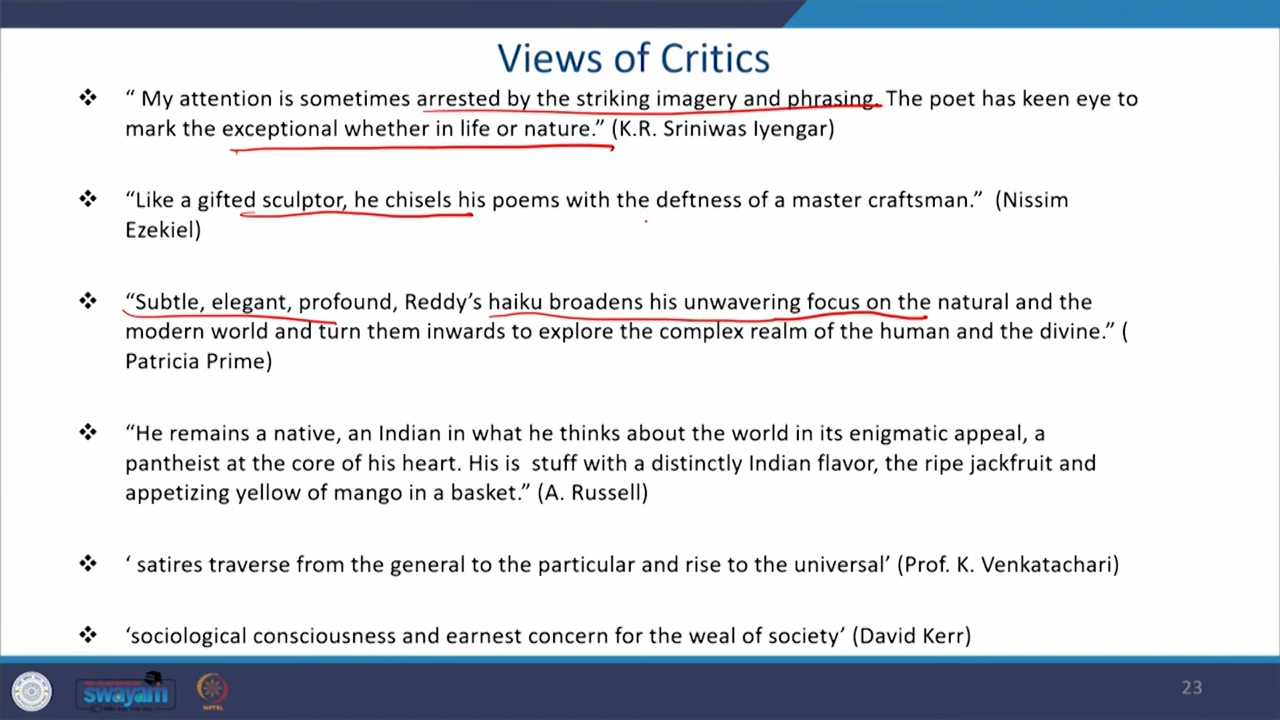 Views of Critics
❖ “ My attention is sometimes arrested by the striking imagery and phrasing. The poet has keen eye to
mark the exceptional whether in life or nature.” (K.R. Sriniwas Iyengar)
❖ “Like a gifted sculptor, he chisels his poems with the deftness of a master craftsman.” (Nissim
Ezekiel)
❖ “Subtle, elegant, profound, Reddy’s haiku broadens his unwavering focus on the natural and the
modern world and turn them inwards to explore the complex realm of the human and the divine.” (
Patricia Prime)
❖ “He remains a native, an Indian in what he thinks about the world in its enigmatic appeal, a
pantheist at the core of his heart. His is stuff with a distinctly Indian flavor, the ripe jackfruit and
appetizing yellow of mango in a basket.” (A. Russell)
❖ ‘ satires traverse from the general to the particular and rise to the universal’ (Prof. K. Venkatachari)
❖ ‘sociological consciousness and earnest concern for the weal of society’ (David Kerr)
swayam
NPTEL
23